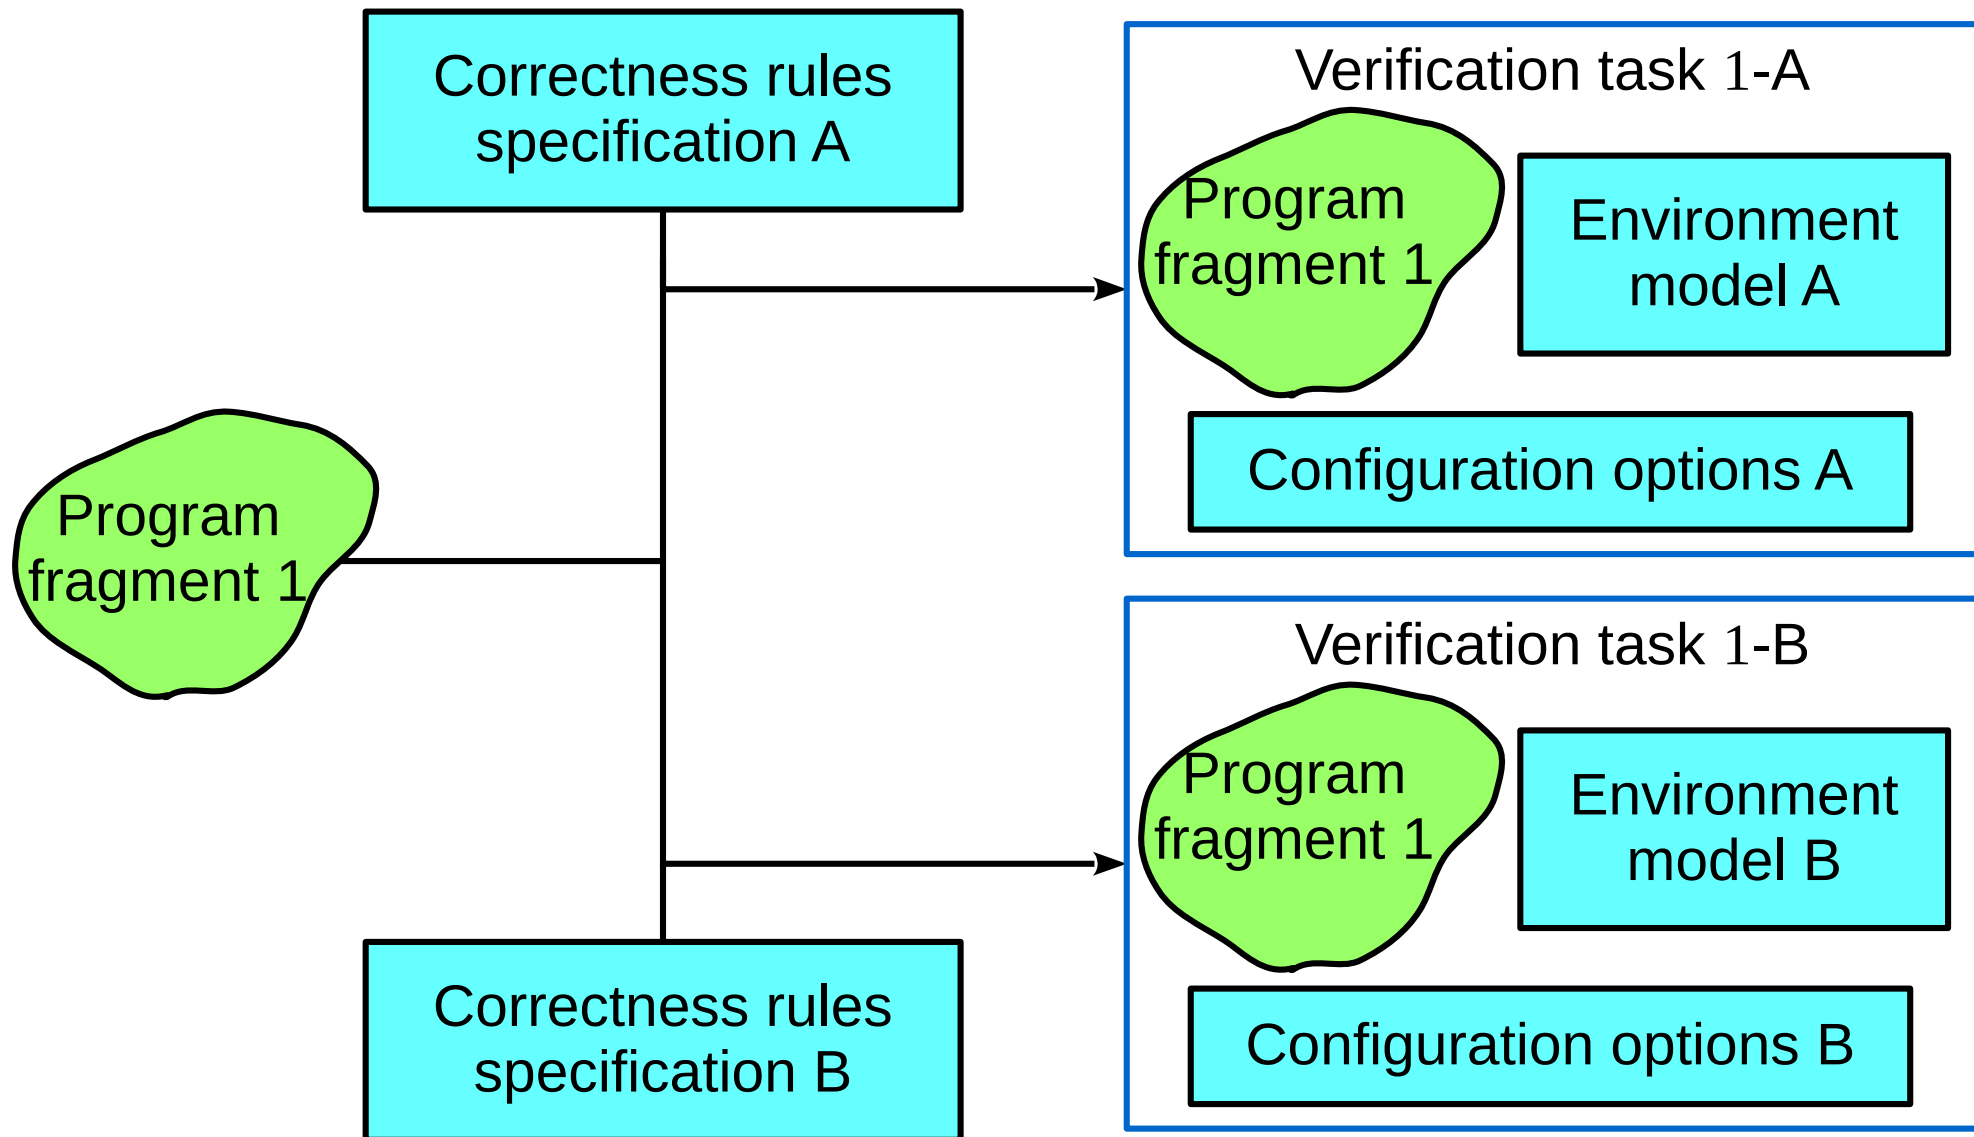 Correctness rules
specification A
Program
fragment 1
Correctness rules
specification B
Verification task 1-A
Program
fragment 1
Environment
model A
Configuration options A
Verification task 1-B
Program
fragment 1
Environment
model B
Configuration options B